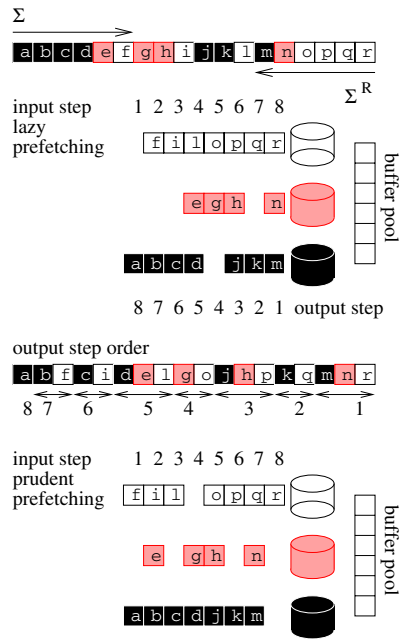 Σ
a b c d e f g h i j k l m n o p q r
Σ R
input step 1 2 3 4 5 6 7 8
lazy
prefetching f i l o p q r
e g h n
a b c d j k m
buffer pool
8 7 6 5 4 3 2 1 output step
output step order
a b f c i d e l g o j h p k q m n r
8 7 6 5 4 3 2 1
input step 1 2 3 4 5 6 7 8
prudent
prefetching f i l o p q r
e g h n
a b c d j k m
buffer pool